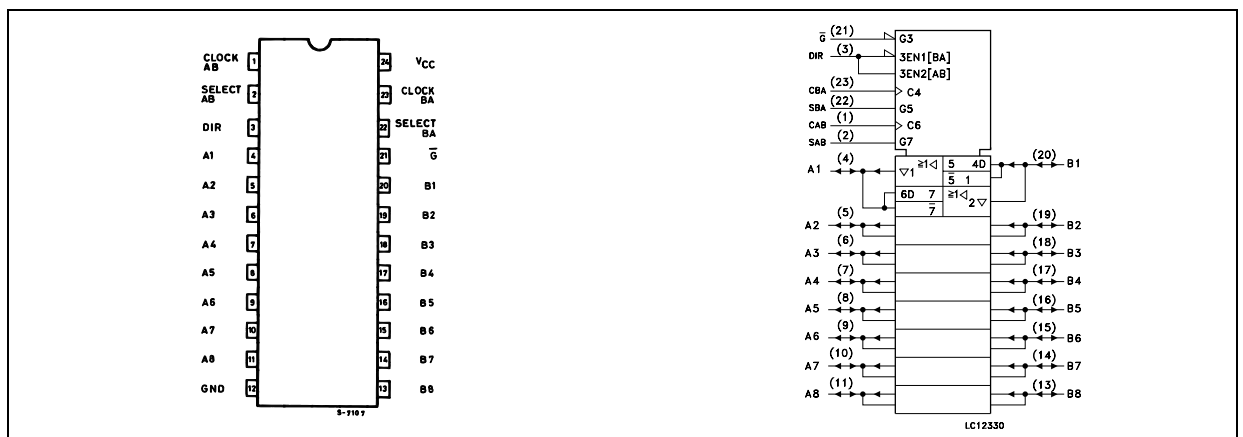 CLOCK
AB
1
24
VCC
SELECT
AB
2
23
CLOCK
BA
DIR
3
22
SELECT
BA
A1
4
21
G̅
A2
5
20
B1
A3
6
19
B2
A4
7
18
B3
A5
8
17
B4
A6
9
16
B5
A7
10
15
B6
A8
11
14
B7
GND
12
13
B8
S-7107
G̅ (21) G3
DIR (3) 3EN1[BA]
3EN2[AB]
CBA (23) C4
SBA (22) G5
CAB (1) C6
SAB (2) G7
A1 (4) ▽1 ≧1◁ 5 4D (20) B1
5̅ 1
6D 7 ≧1◁ 2▽
7̅
A2 (5) (19) B2
A3 (6) (18) B3
A4 (7) (17) B4
A5 (8) (16) B5
A6 (9) (15) B6
A7 (10) (14) B7
A8 (11) (13) B8
LC12330